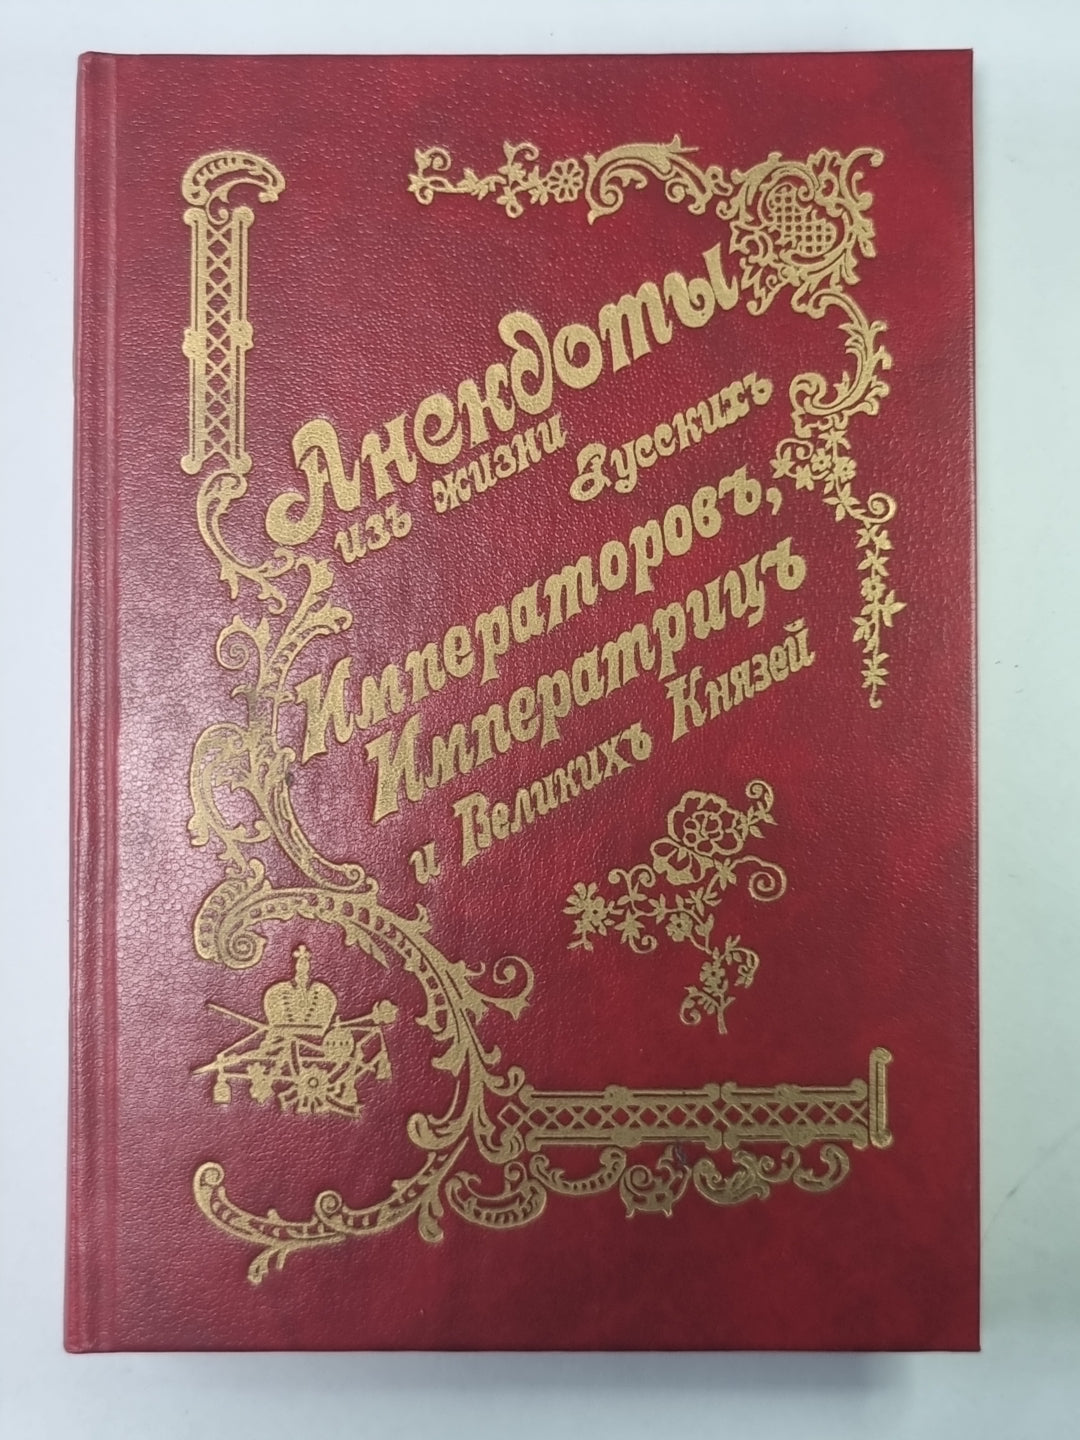 Анекдоты
изъ жизни Русскихъ
Императоровъ,
Императрицъ
и Великихъ Князей